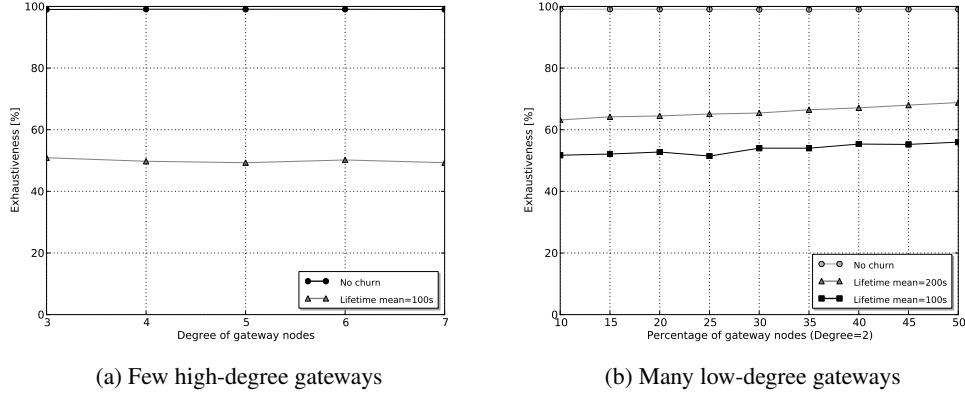 100
80
60
40
20
0
Exhaustiveness [%]
No churn
Lifetime mean=100s
3 4 5 6 7
Degree of gateway nodes
(a) Few high-degree gateways
100
80
60
40
20
0
Exhaustiveness [%]
No churn
Lifetime mean=200s
Lifetime mean=100s
10 15 20 25 30 35 40 45 50
Percentage of gateway nodes (Degree=2)
(b) Many low-degree gateways